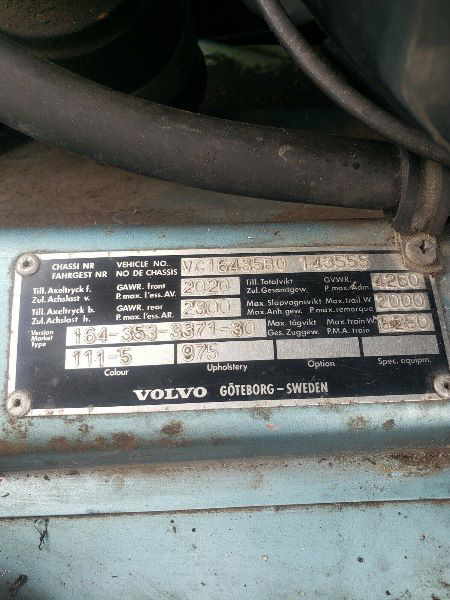 CHASSI NR VEHICLE NO.
FAHRGEST NR NO DE CHASSIS
Till. Axeltryck f. GAWR. front 2020 Till. Totalvikt GVWR. 4260
Zul. Achslast v. P. max. l'ess. AV. Zul. Gesamtgew. P. max. adm
Till. Axeltryck b. GAWR. rear 2300 Max. Släpvagnsvikt Max. trail W 2000
Zul. Achslast h. P. max. l'ess. AR. Max. Anh gew. P max. remorque
Version Market type 164-353-3371-30 Max. tågvikt Max. train W
Ges. Zuggew. P.M.A. train
111-5 975
Colour Upholstery Option Spec. equipm.
VOLVO GÖTEBORG – SWEDEN